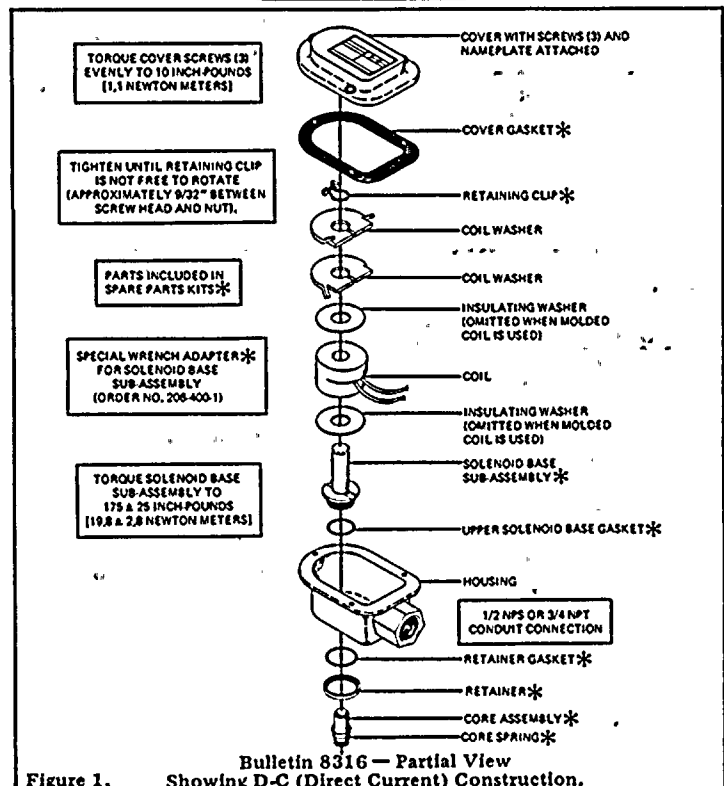 COVER WITH SCREWS (3) AND
NAMEPLATE ATTACHED
TORQUE COVER SCREWS (3)
EVENLY TO 10 INCH-POUNDS
[1,1 NEWTON METERS]
COVER GASKET*
TIGHTEN UNTIL RETAINING CLIP
IS NOT FREE TO ROTATE
(APPROXIMATELY 9/32" BETWEEN
SCREW HEAD AND NUT).
RETAINING CLIP*
COIL WASHER
COIL WASHER
PARTS INCLUDED IN
SPARE PARTS KITS*
INSULATING WASHER
(OMITTED WHEN MOLDED
COIL IS USED)
SPECIAL WRENCH ADAPTER*
FOR SOLENOID BASE
SUB-ASSEMBLY
(ORDER NO. 206-400-1)
COIL
INSULATING WASHER
(OMITTED WHEN MOLDED
COIL IS USED)
SOLENOID BASE
SUB-ASSEMBLY*
TORQUE SOLENOID BASE
SUB-ASSEMBLY TO
175 ± 25 INCH-POUNDS
[19,8 ± 2,8 NEWTON METERS]
UPPER SOLENOID BASE GASKET*
HOUSING
1/2 NPS OR 3/4 NPT
CONDUIT CONNECTION
RETAINER GASKET*
RETAINER*
CORE ASSEMBLY*
CORE SPRING*
Bulletin 8316 — Partial View
Figure 1. Showing D-C (Direct Current) Construction.